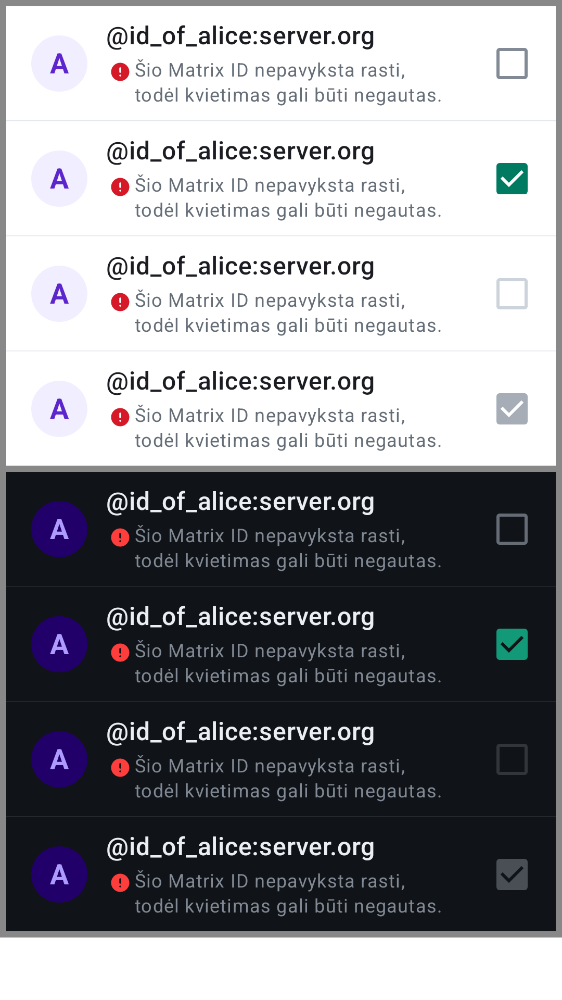 A
@id_of_alice:server.org
Šio Matrix ID nepavyksta rasti,
todėl kvietimas gali būti negautas.
A
@id_of_alice:server.org
Šio Matrix ID nepavyksta rasti,
todėl kvietimas gali būti negautas.
A
@id_of_alice:server.org
Šio Matrix ID nepavyksta rasti,
todėl kvietimas gali būti negautas.
A
@id_of_alice:server.org
Šio Matrix ID nepavyksta rasti,
todėl kvietimas gali būti negautas.
A
@id_of_alice:server.org
Šio Matrix ID nepavyksta rasti,
todėl kvietimas gali būti negautas.
A
@id_of_alice:server.org
Šio Matrix ID nepavyksta rasti,
todėl kvietimas gali būti negautas.
A
@id_of_alice:server.org
Šio Matrix ID nepavyksta rasti,
todėl kvietimas gali būti negautas.
A
@id_of_alice:server.org
Šio Matrix ID nepavyksta rasti,
todėl kvietimas gali būti negautas.